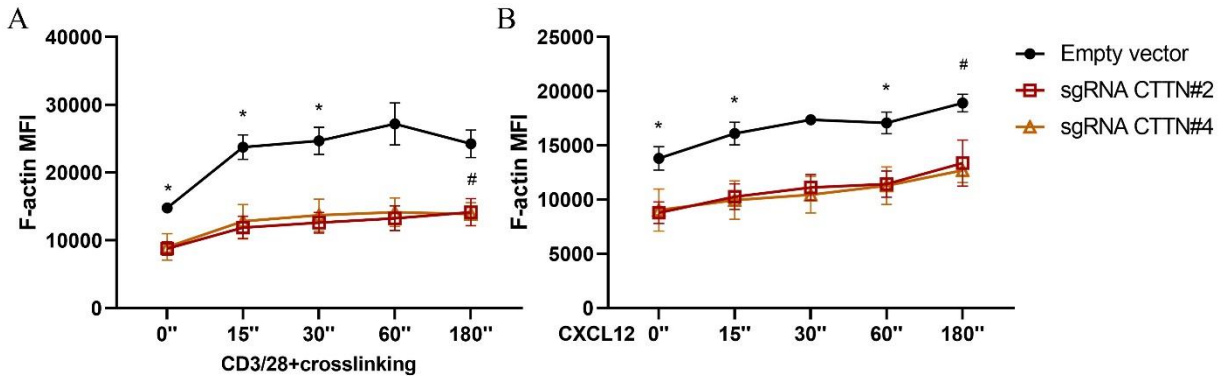 A
F-actin MFI
40000
30000
20000
10000
0
*
*
*
#
0" 15" 30" 60" 180"
CD3/28+crosslinking
B
F-actin MFI
25000
20000
15000
10000
5000
0
*
*
*
#
CXCL12 0" 15" 30" 60" 180"
Empty vector
sgRNA CTTN#2
sgRNA CTTN#4